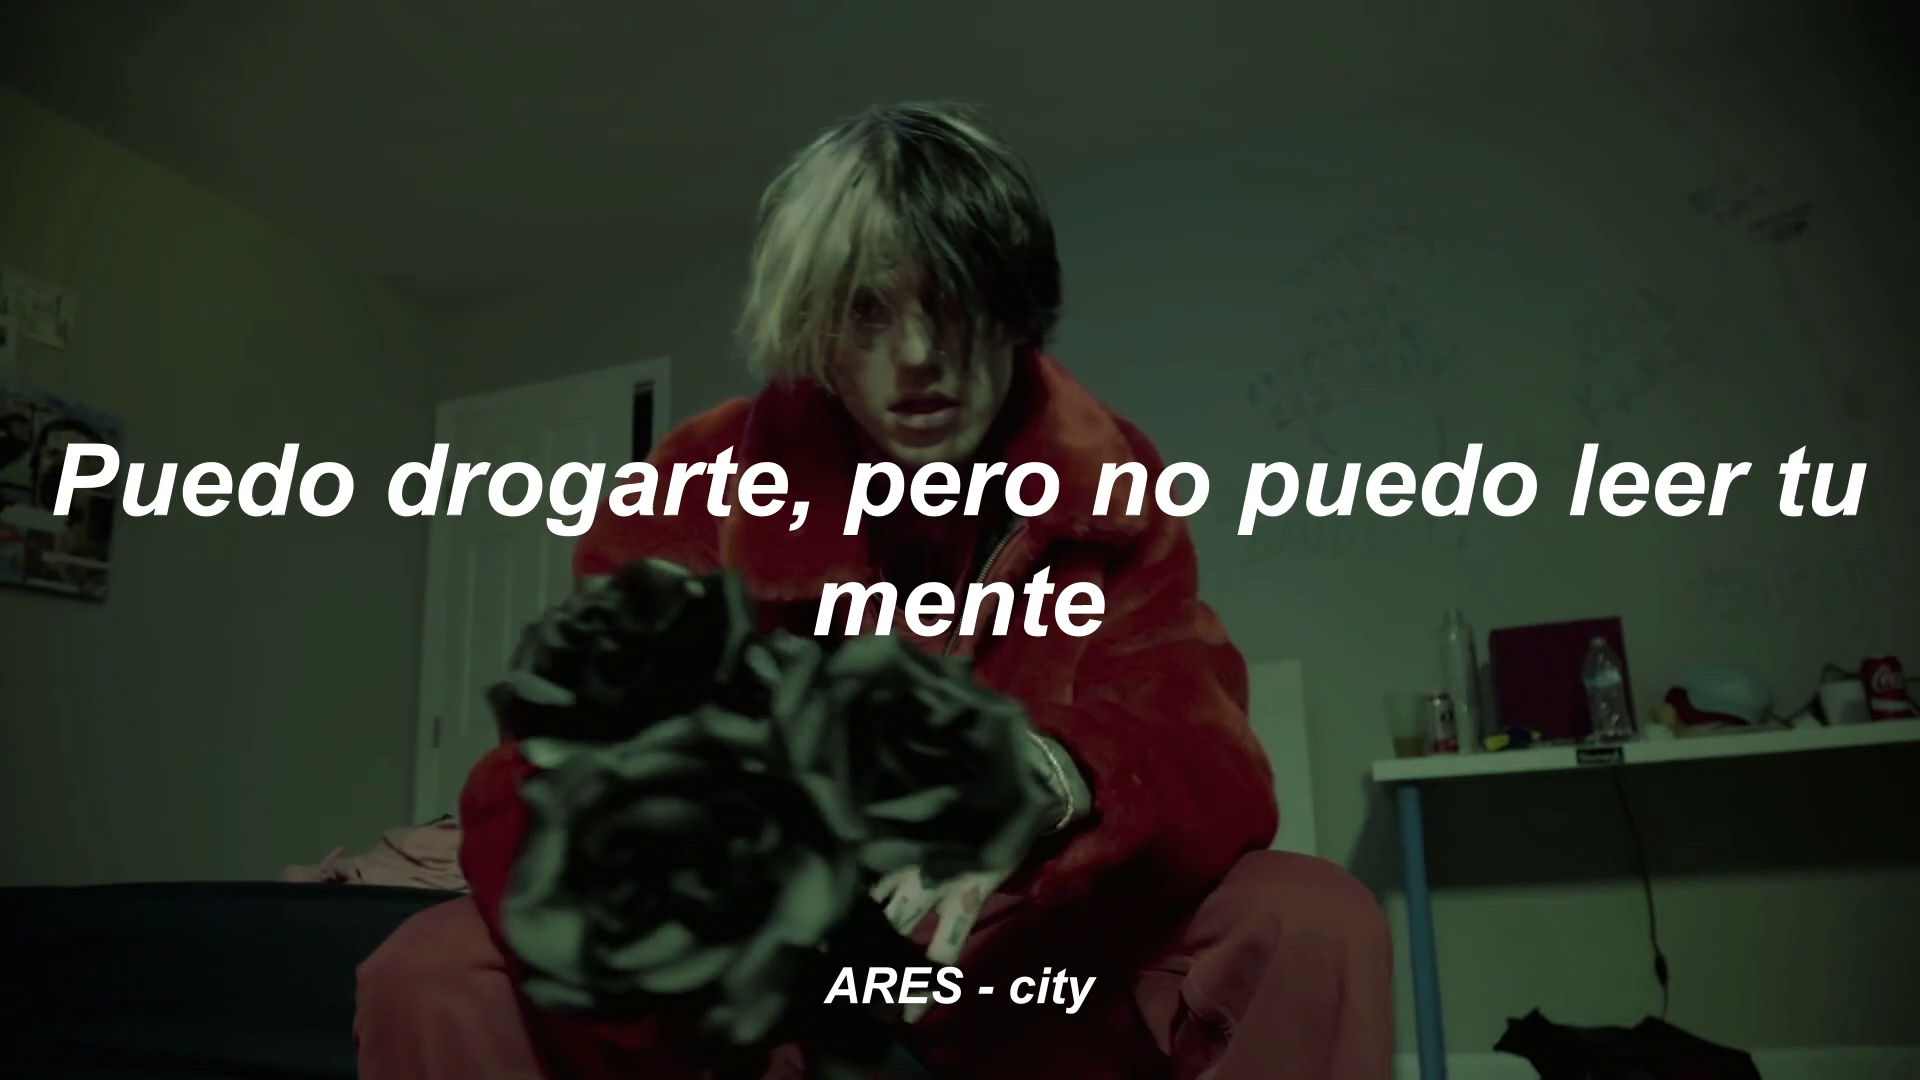 Puedo drogarte, pero no puedo leer tu
mente
ARES - city